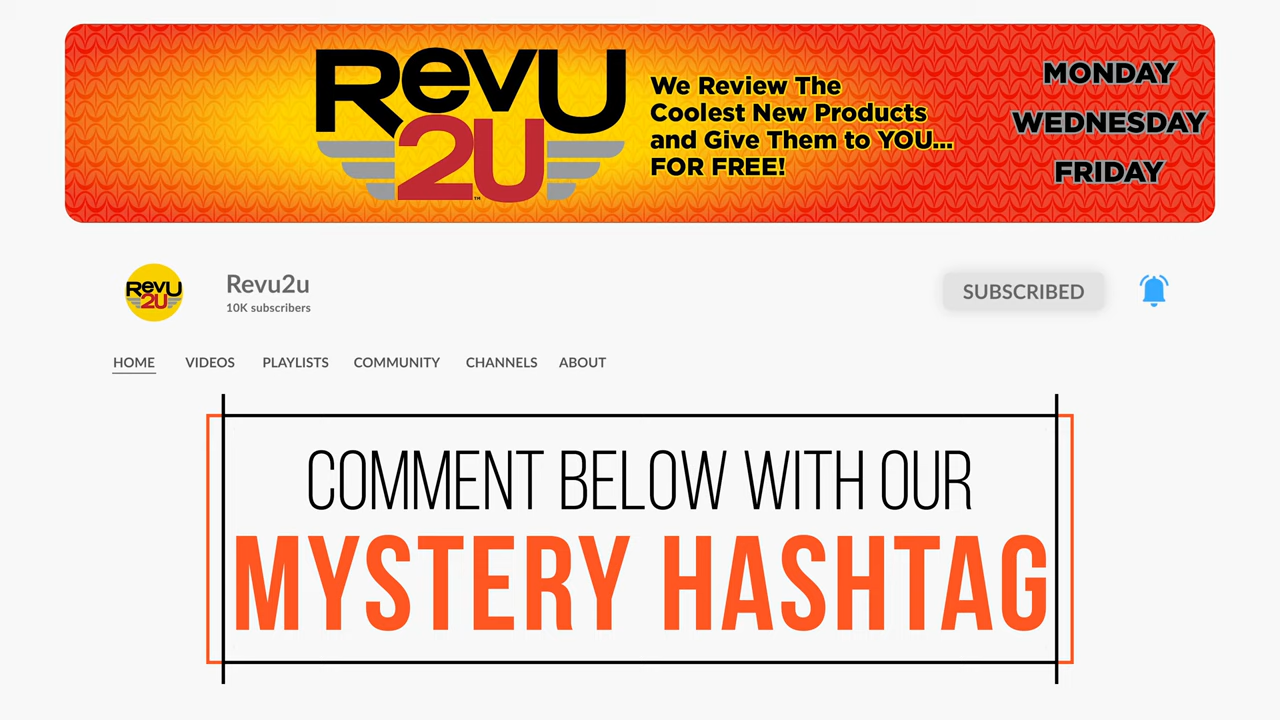 RevU
2U
™
We Review The
Coolest New Products
and Give Them to YOU...
FOR FREE!
MONDAY
WEDNESDAY
FRIDAY
RevU
2U
Revu2u
10K subscribers
SUBSCRIBED
HOME VIDEOS PLAYLISTS COMMUNITY CHANNELS ABOUT
COMMENT BELOW WITH OUR
MYSTERY HASHTAG